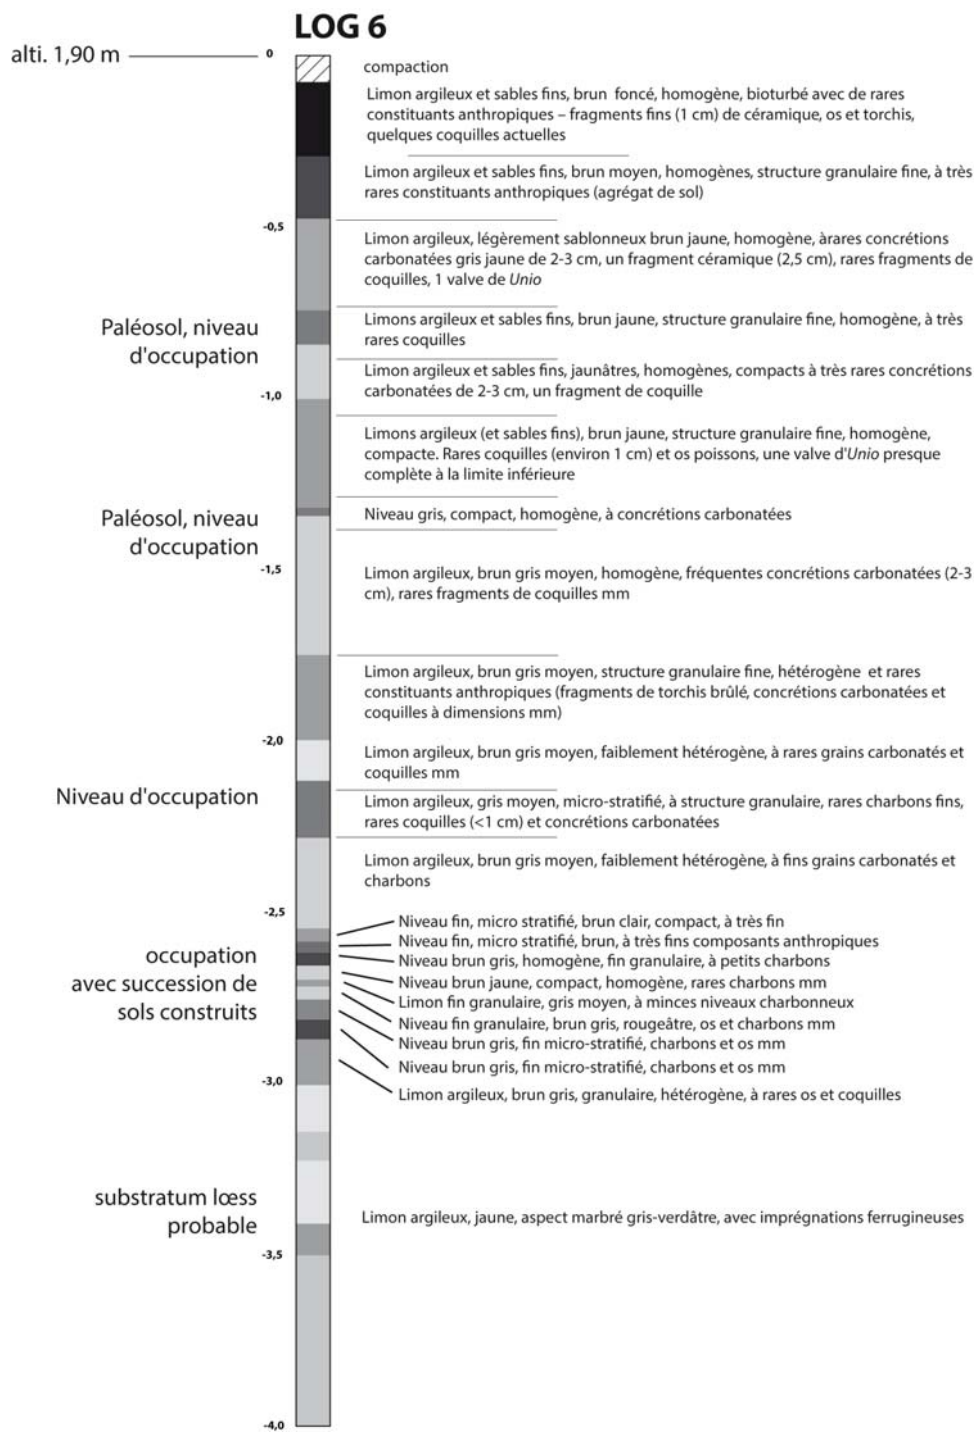 LOG 6
alti. 1,90 m
0
compaction
Limon argileux et sables fins, brun foncé, homogène, bioturbé avec de rares
constituants anthropiques – fragments fins (1 cm) de céramique, os et torchis,
quelques coquilles actuelles
Limon argileux et sables fins, brun moyen, homogènes, structure granulaire fine, à très
rares constituants anthropiques (agrégat de sol)
-0,5
Limon argileux, légèrement sablonneux brun jaune, homogène, àrares concrétions
carbonatées gris jaune de 2-3 cm, un fragment céramique (2,5 cm), rares fragments de
coquilles, 1 valve de Unio
Paléosol, niveau
d'occupation
Limons argileux et sables fins, brun jaune, structure granulaire fine, homogène, à très
rares coquilles
Limon argileux et sables fins, jaunâtres, homogènes, compacts à très rares concrétions
carbonatées de 2-3 cm, un fragment de coquille
-1,0
Limons argileux (et sables fins), brun jaune, structure granulaire fine, homogène,
compacte. Rares coquilles (environ 1 cm) et os poissons, une valve d'Unio presque
complète à la limite inférieure
Paléosol, niveau
d'occupation
Niveau gris, compact, homogène, à concrétions carbonatées
-1,5
Limon argileux, brun gris moyen, homogène, fréquentes concrétions carbonatées (2-3
cm), rares fragments de coquilles mm
Limon argileux, brun gris moyen, structure granulaire fine, hétérogène et rares
constituants anthropiques (fragments de torchis brûlé, concrétions carbonatées et
coquilles à dimensions mm)
-2,0
Limon argileux, brun gris moyen, faiblement hétérogène, à rares grains carbonatés et
coquilles mm
Niveau d'occupation
Limon argileux, gris moyen, micro-stratifié, à structure granulaire, rares charbons fins,
rares coquilles (<1 cm) et concrétions carbonatées
Limon argileux, brun gris moyen, faiblement hétérogène, à fins grains carbonatés et
charbons
-2,5
occupation
avec succession de
sols construits
Niveau fin, micro stratifié, brun clair, compact, à très fin
Niveau fin, micro stratifié, brun, à très fins composants anthropiques
Niveau brun gris, homogène, fin granulaire, à petits charbons
Niveau brun jaune, compact, homogène, rares charbons mm
Limon fin granulaire, gris moyen, à minces niveaux charbonneux
Niveau fin granulaire, brun gris, rougeâtre, os et charbons mm
Niveau brun gris, fin micro-stratifié, charbons et os mm
Niveau brun gris, fin micro-stratifié, charbons et os mm
Limon argileux, brun gris, granulaire, hétérogène, à rares os et coquilles
-3,0
substratum lœss
probable
Limon argileux, jaune, aspect marbré gris-verdâtre, avec imprégnations ferrugineuses
-3,5
-4,0